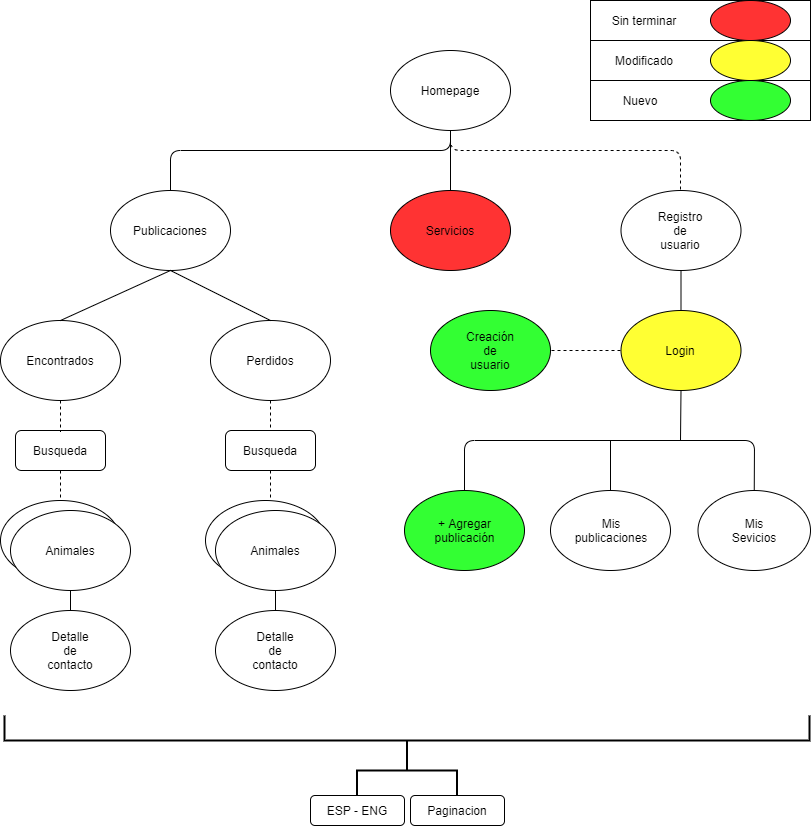 Sin terminar
Modificado
Nuevo
Homepage
Publicaciones
Servicios
Registro
de
usuario
Encontrados
Perdidos
Creación
de
usuario
Login
Busqueda
Busqueda
+ Agregar
publicación
Mis
publicaciones
Mis
Sevicios
Animales
Animales
Detalle
de
contacto
Detalle
de
contacto
ESP - ENG
Paginacion